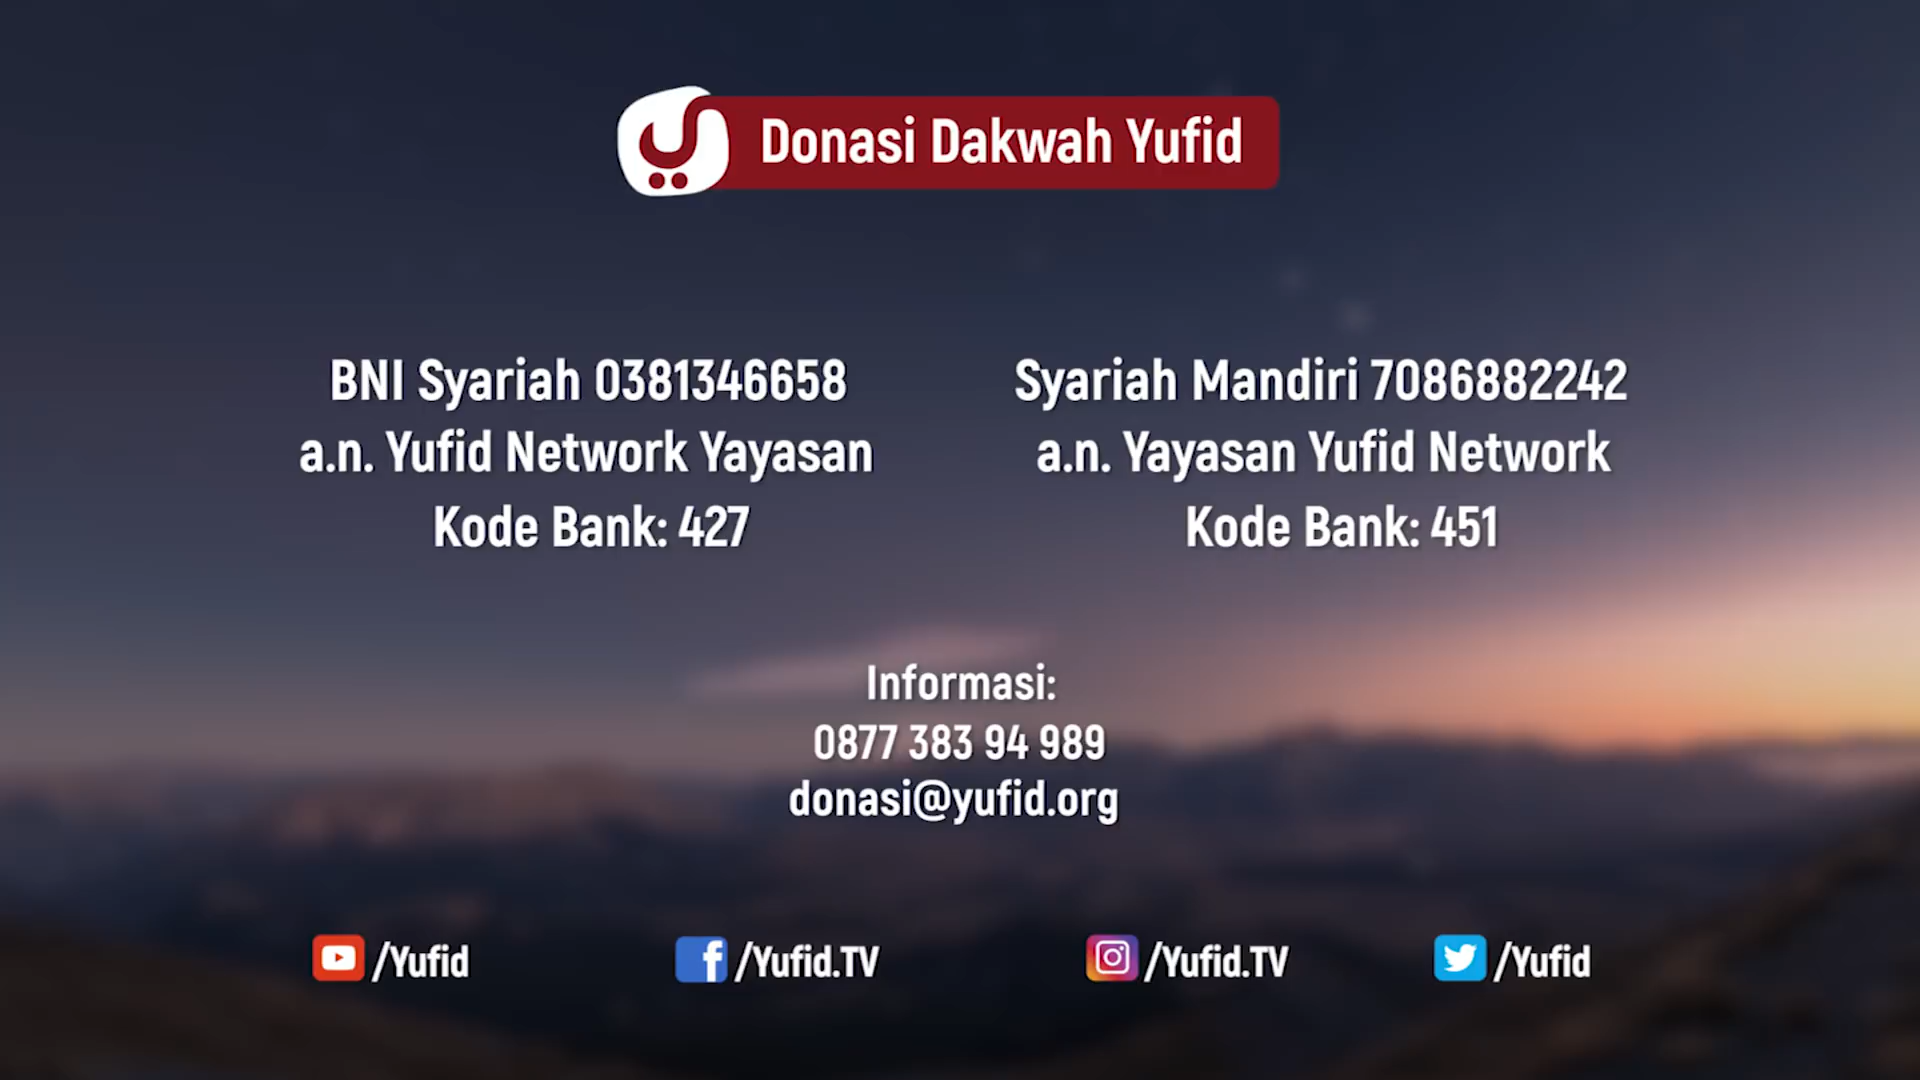 Donasi Dakwah Yufid
BNI Syariah 0381346658
a.n. Yufid Network Yayasan
Kode Bank: 427
Syariah Mandiri 7086882242
a.n. Yayasan Yufid Network
Kode Bank: 451
Informasi:
0877 383 94 989
donasi@yufid.org
/Yufid
/Yufid.TV
/Yufid.TV
/Yufid